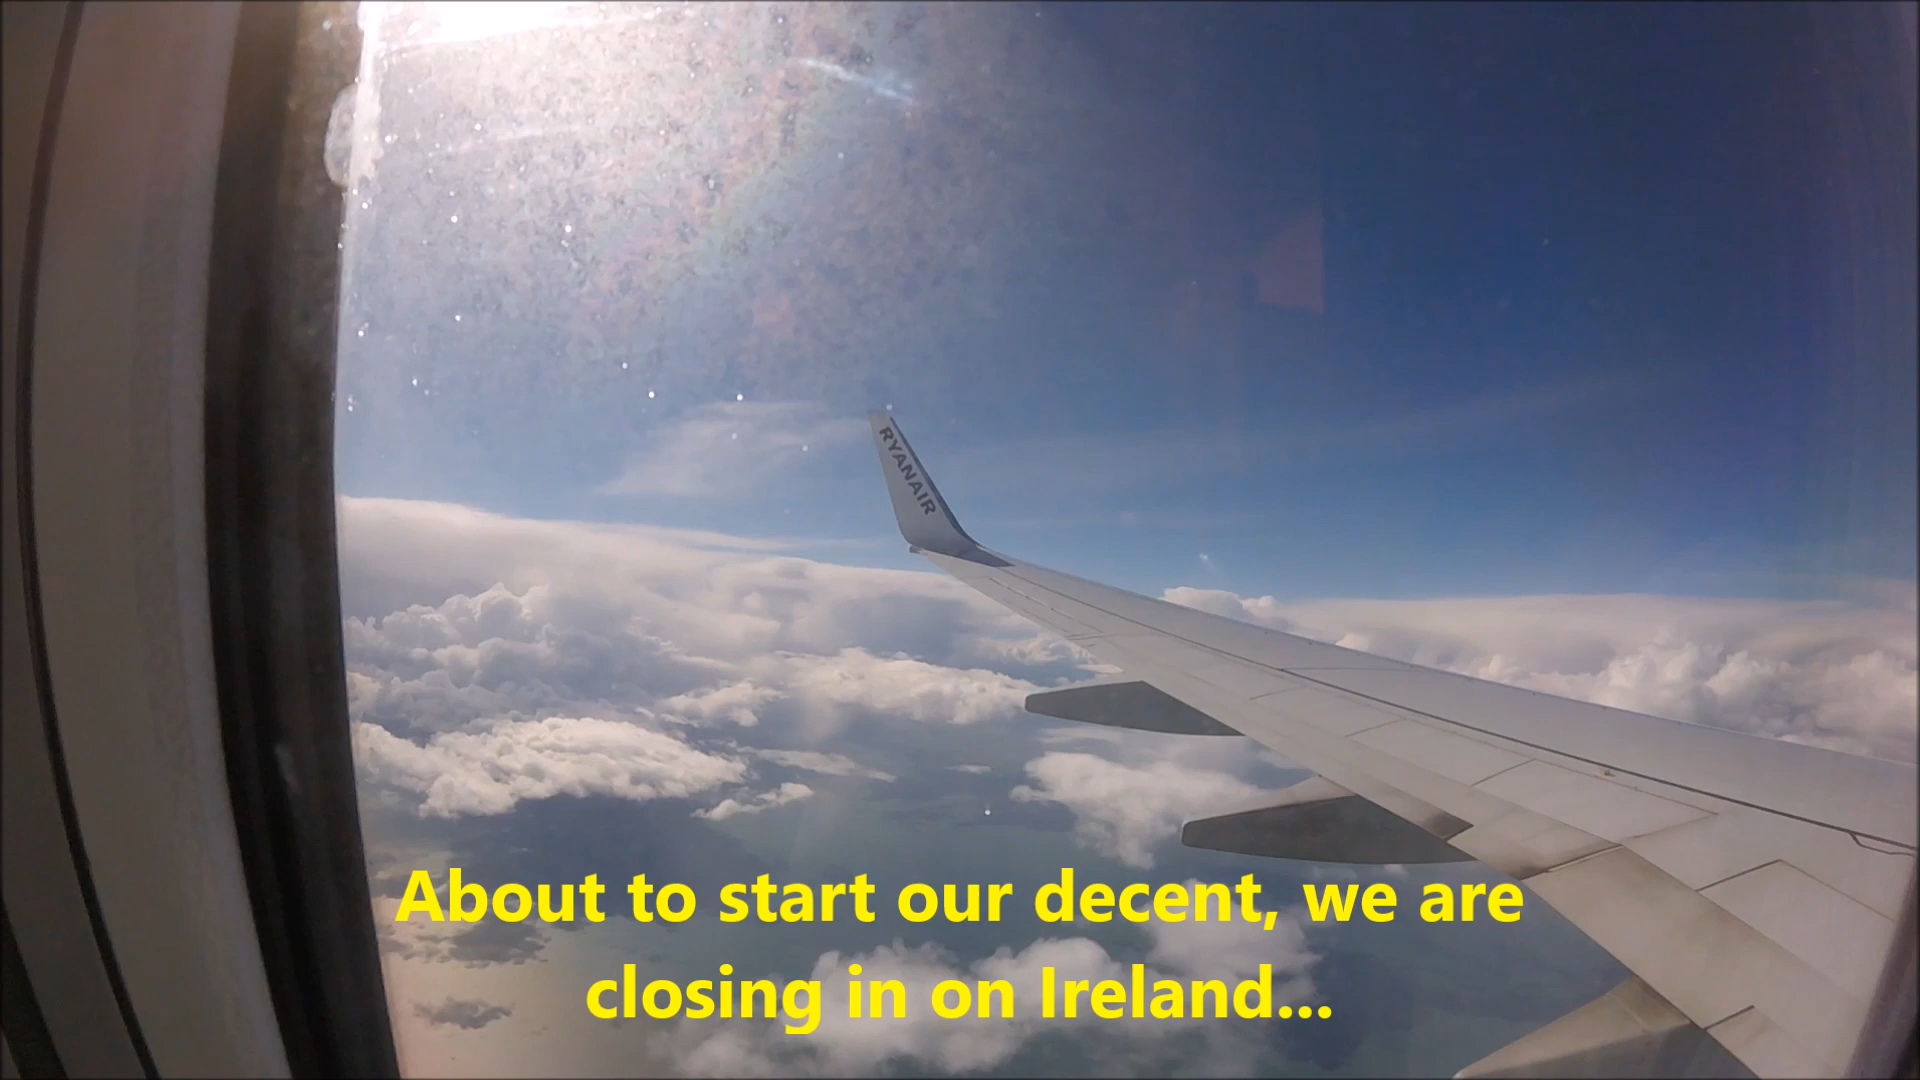 RYANAIR
About to start our decent, we are
closing in on Ireland...